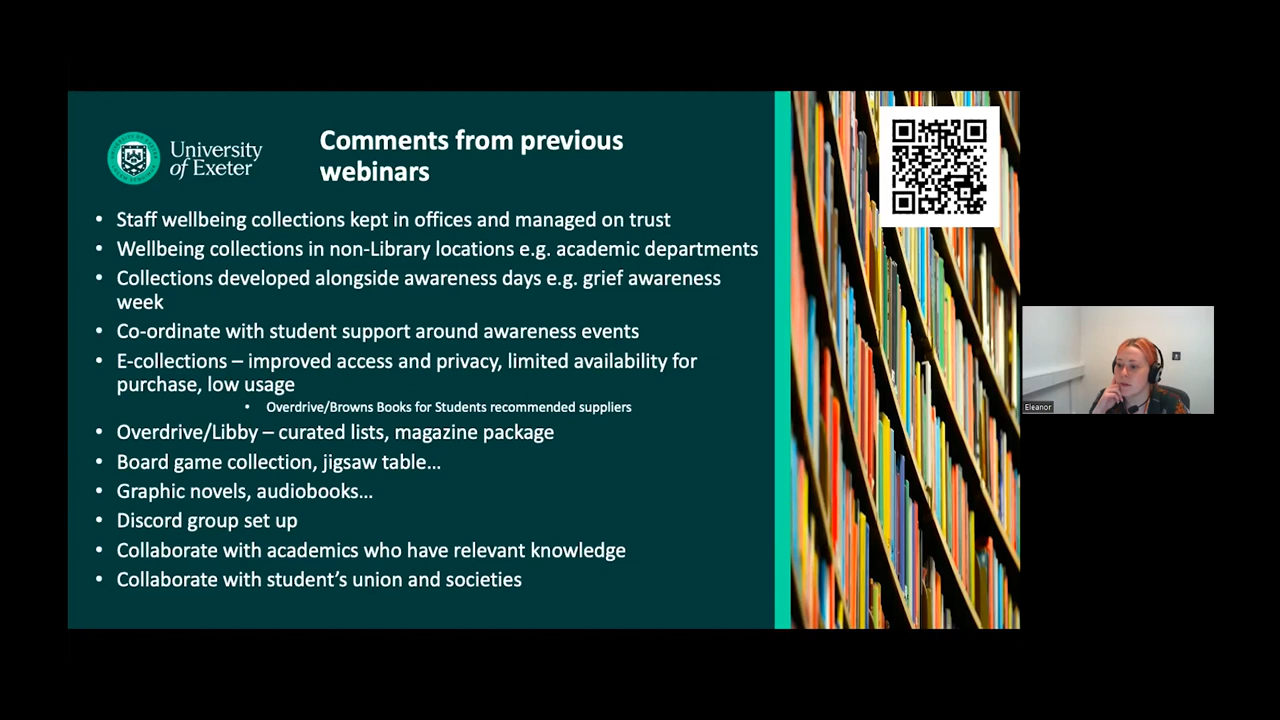 University
of Exeter
Comments from previous
webinars
• Staff wellbeing collections kept in offices and managed on trust
• Wellbeing collections in non-Library locations e.g. academic departments
• Collections developed alongside awareness days e.g. grief awareness
week
• Co-ordinate with student support around awareness events
• E-collections – improved access and privacy, limited availability for
purchase, low usage
• Overdrive/Browns Books for Students recommended suppliers
• Overdrive/Libby – curated lists, magazine package
• Board game collection, jigsaw table…
• Graphic novels, audiobooks…
• Discord group set up
• Collaborate with academics who have relevant knowledge
• Collaborate with student’s union and societies
Eleanor